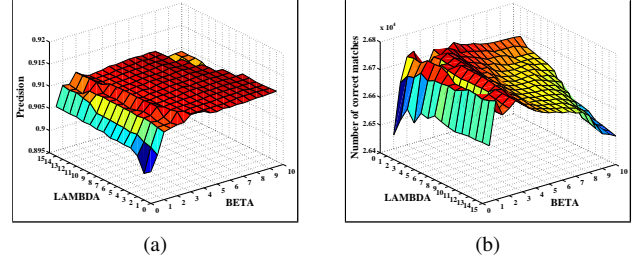 0.92
0.915
0.91
0.905
0.9
0.895
Precision
15 14 13 12 11 10 9 8 7 6 5 4 3 2 1 0
LAMBDA
0 1 2 3 4 5 6 7 8 9 10
BETA
(a)
x 10^4
2.68
2.67
2.66
2.65
2.64
Number of correct matches
0 1 2 3 4 5 6 7 8 9 10 11 12 13 14 15
LAMBDA
0 1 2 3 4 5 6 7 8 9 10
BETA
(b)